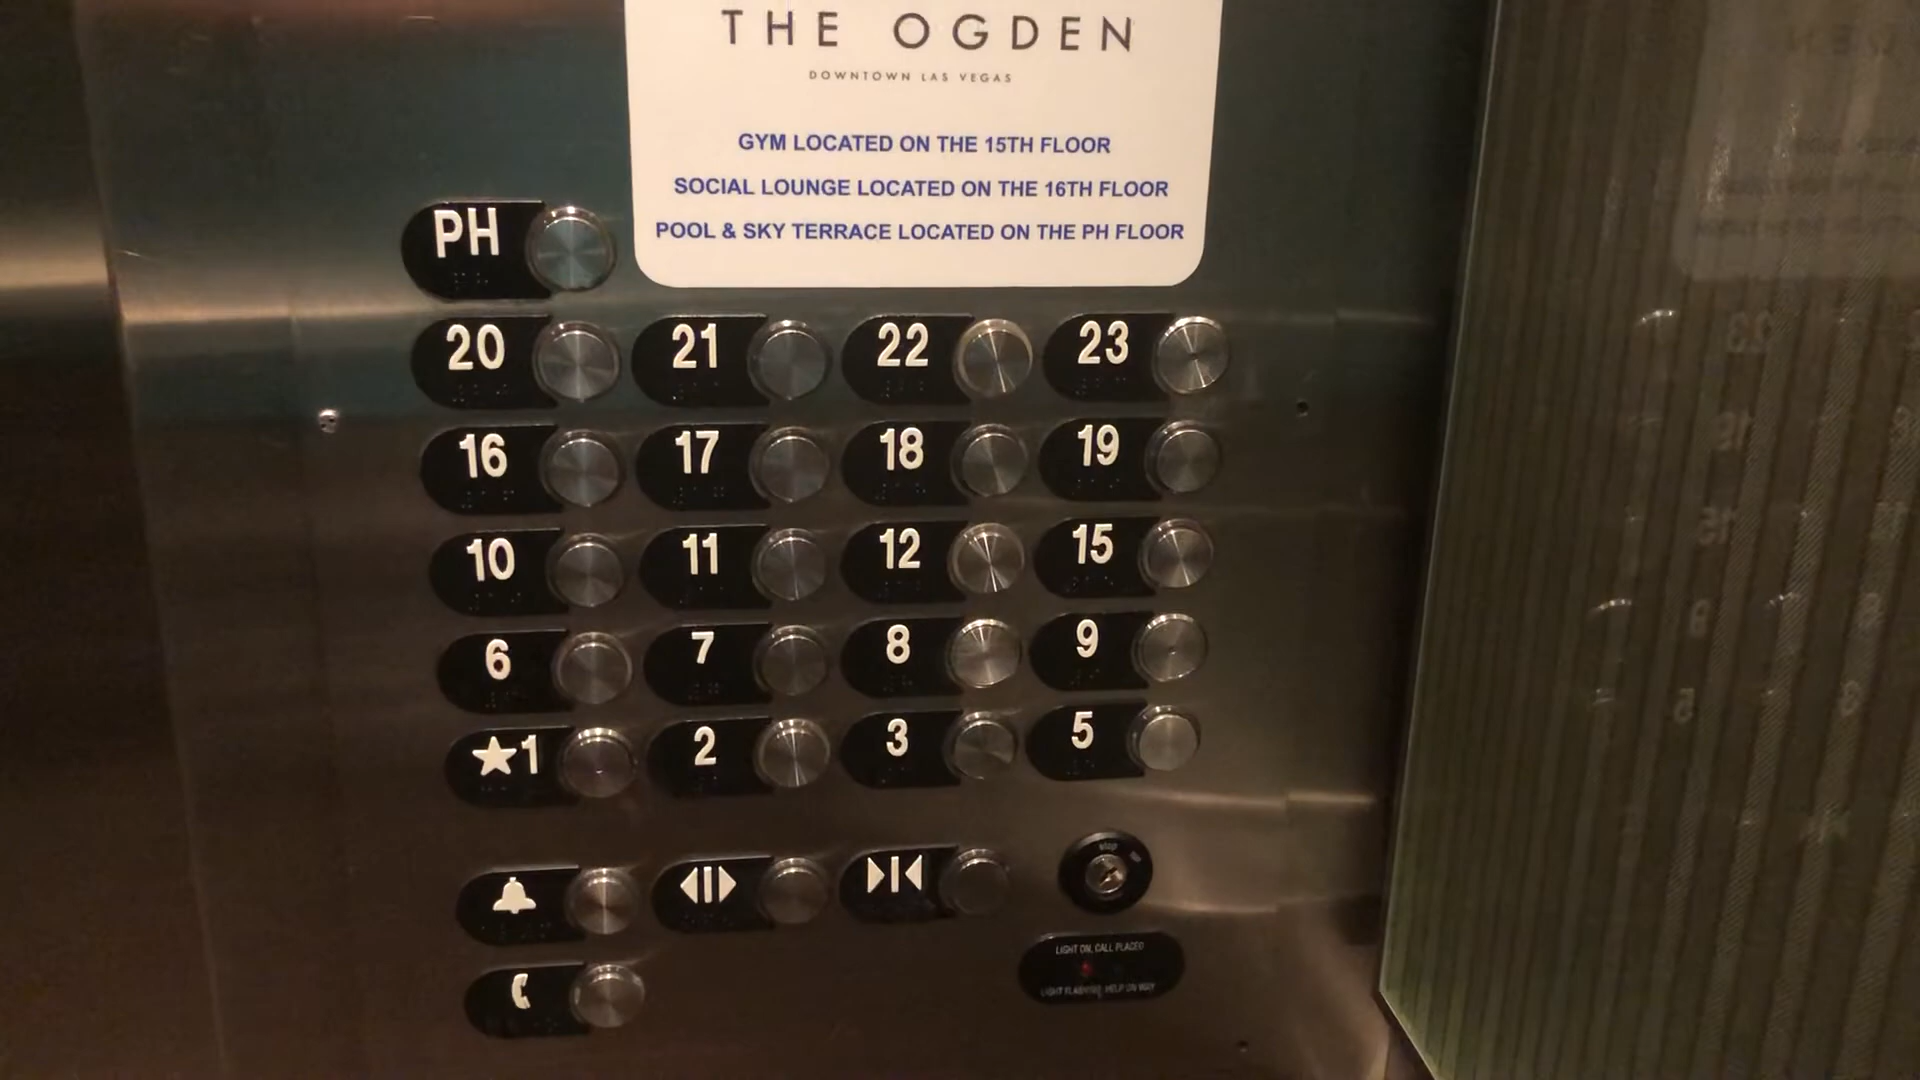 THE OGDEN
DOWNTOWN LAS VEGAS
GYM LOCATED ON THE 15TH FLOOR
SOCIAL LOUNGE LOCATED ON THE 16TH FLOOR
POOL & SKY TERRACE LOCATED ON THE PH FLOOR
PH
20 21 22 23
16 17 18 19
10 11 12 15
6 7 8 9
★1 2 3 5
stop
LIGHT ON, CALL PLACED
LIGHT FLASHING, HELP ON WAY